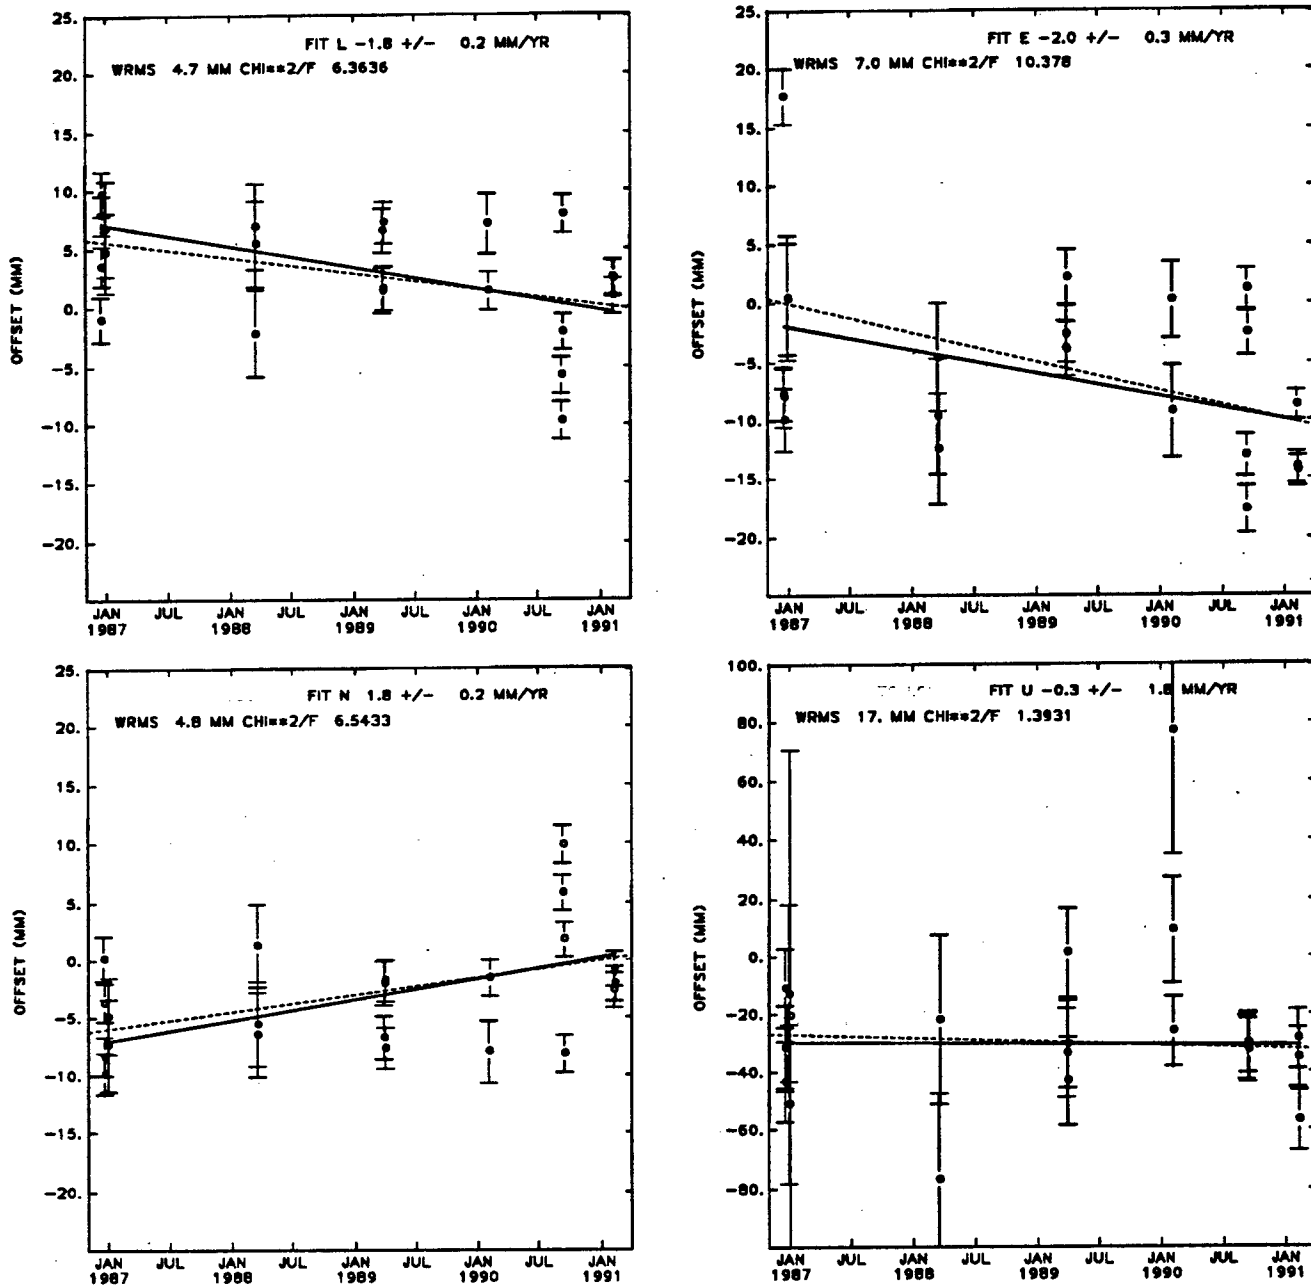 25.
20.
15.
10.
5.
0.
-5.
-10.
-15.
-20.
OFFSET (MM)
FIT L -1.8 +/- 0.2 MM/YR
WRMS 4.7 MM CHI**2/F 6.3636
JAN JUL JAN JUL JAN JUL JAN JUL JAN
1987 1988 1989 1990 1991
25.
20.
15.
10.
5.
0.
-5.
-10.
-15.
-20.
OFFSET (MM)
FIT E -2.0 +/- 0.3 MM/YR
WRMS 7.0 MM CHI**2/F 10.378
JAN JUL JAN JUL JAN JUL JAN JUL JAN
1987 1988 1989 1990 1991
25.
20.
15.
10.
5.
0.
-5.
-10.
-15.
-20.
OFFSET (MM)
FIT N 1.8 +/- 0.2 MM/YR
WRMS 4.8 MM CHI**2/F 6.5433
JAN JUL JAN JUL JAN JUL JAN JUL JAN
1987 1988 1989 1990 1991
100.
80.
60.
40.
20.
0.
-20.
-40.
-60.
-80.
OFFSET (MM)
FIT U -0.3 +/- 1.8 MM/YR
WRMS 17. MM CHI**2/F 1.3931
JAN JUL JAN JUL JAN JUL JAN JUL JAN
1987 1988 1989 1990 1991